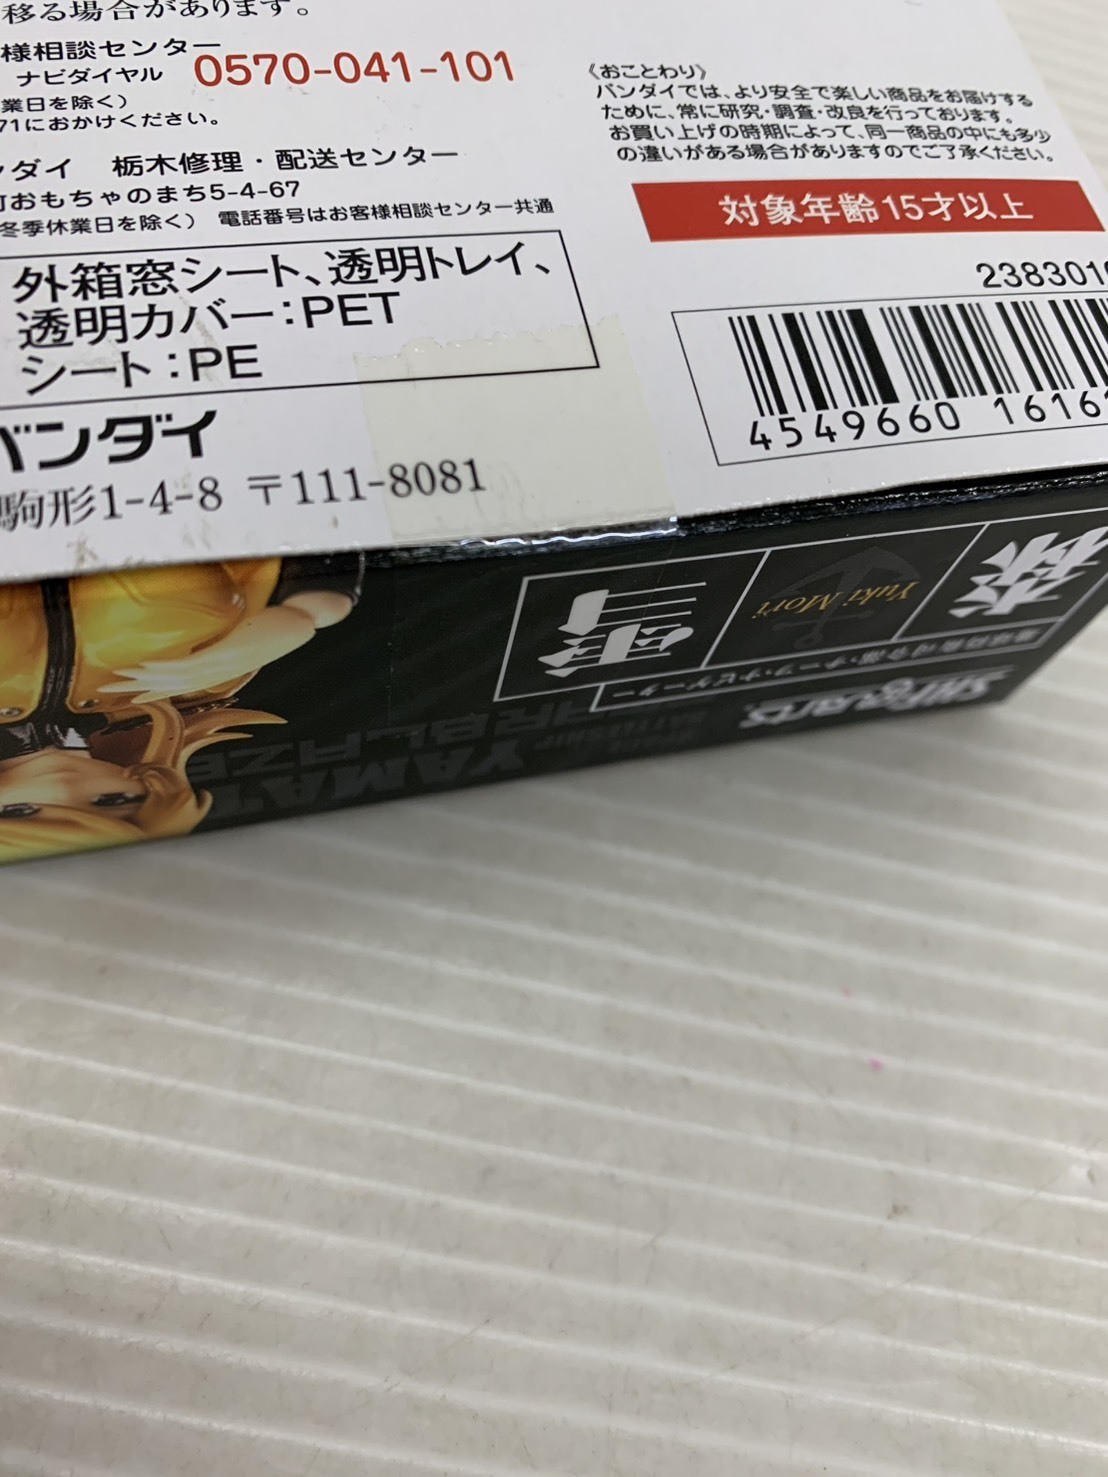 移る場合があります。
様相談センター
ナビダイヤル 0570-041-101
業日を除く）
71におかけください。
ンダイ 栃木修理・配送センター
町おもちゃのまち5-4-67
冬季休業日を除く） 電話番号はお客様相談センター共通
外箱窓シート、透明トレイ、
透明カバー：PET
シート：PE
バンダイ
駒形1-4-8 〒111-8081
《おことわり》
バンダイでは、より安全で楽しい商品をお届けする
ために、常に研究・調査・改良を行っております。
お買い上げの時期によって、同一商品の中にも多少
の違いがある場合がありますのでご了承ください。
対象年齢15才以上
238301
4549660 1616
森
Yuki Mori
雪
S.H.Figuarts